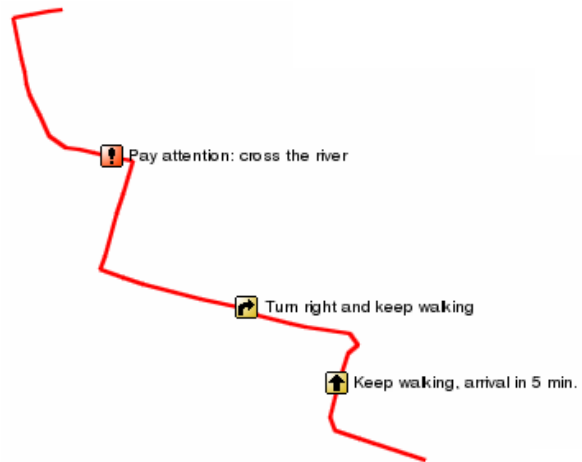 Pay attention: cross the river
Turn right and keep walking
Keep walking, arrival in 5 min.